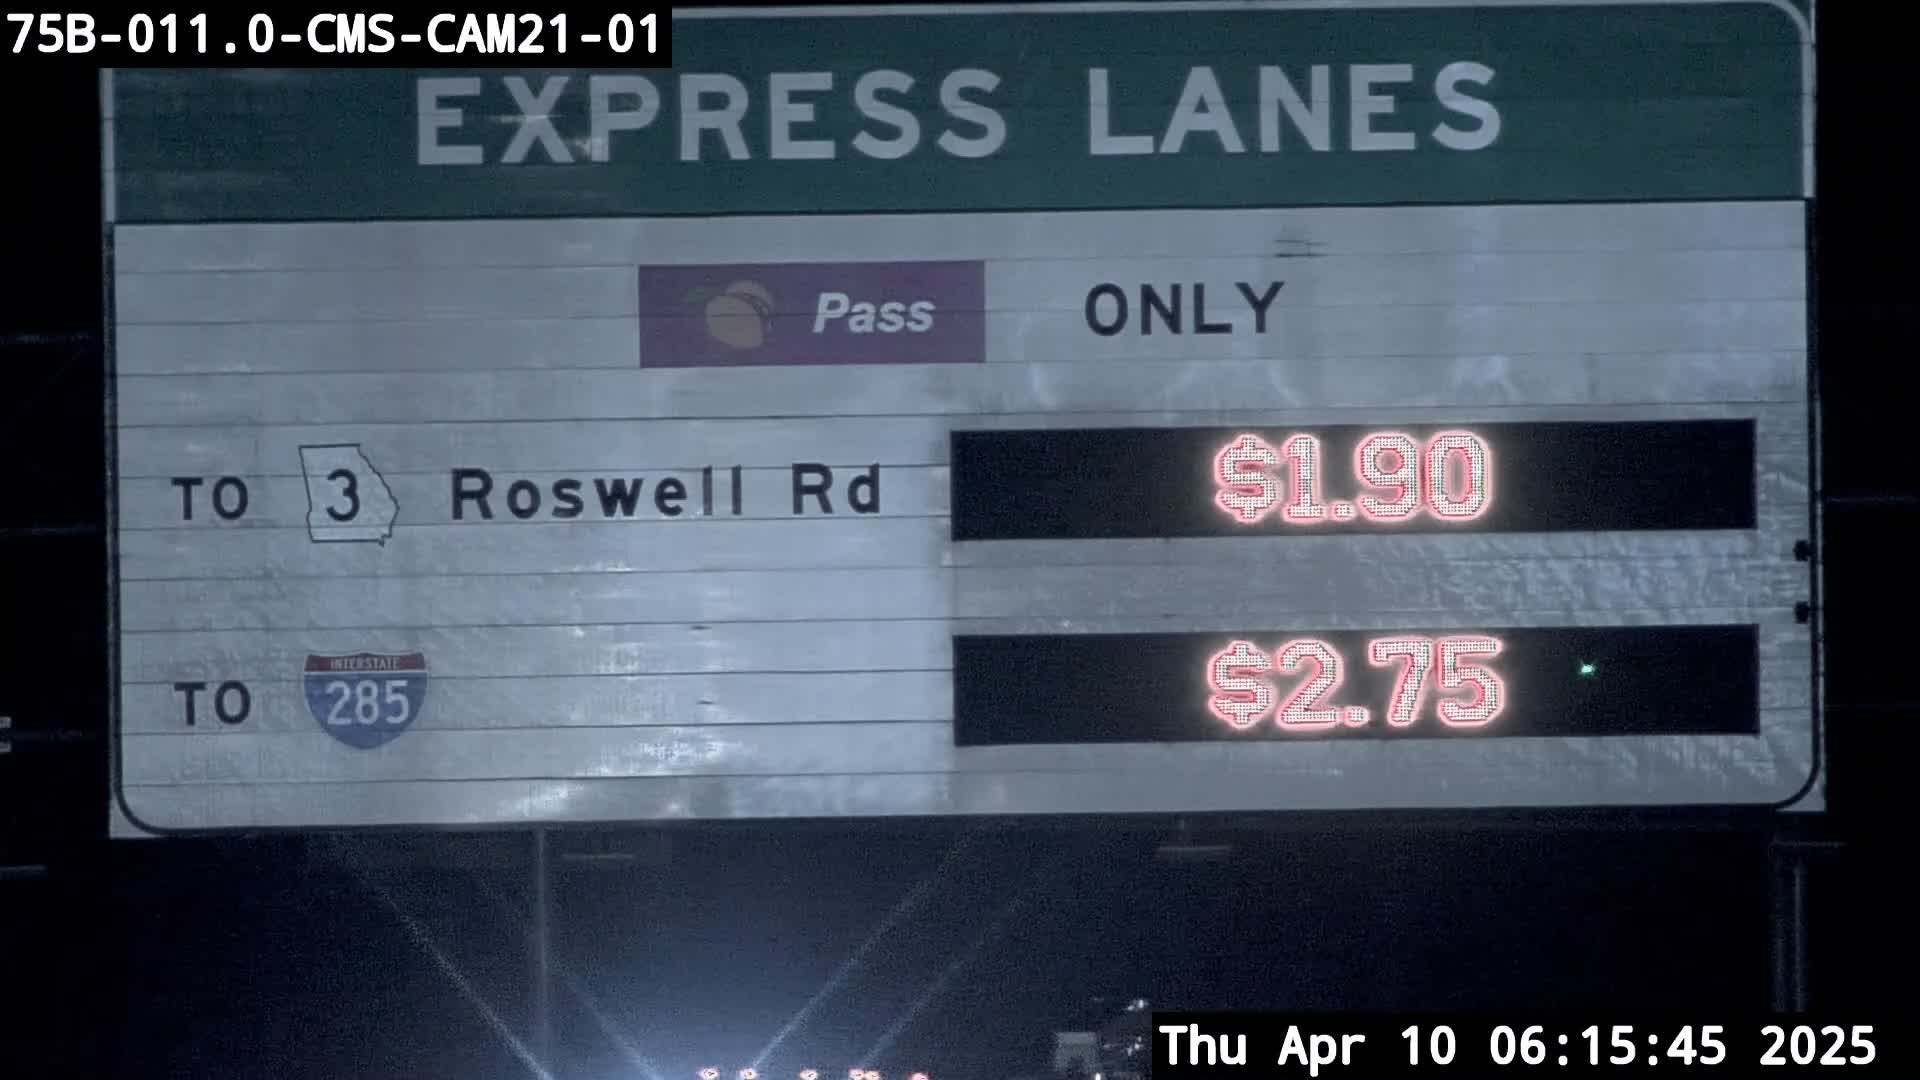 75B-011.0-CMS-CAM21-01
EXPRESS LANES
Pass ONLY
TO 3 Roswell Rd $1.90
TO INTERSTATE 285 $2.75
Thu Apr 10 06:15:45 2025